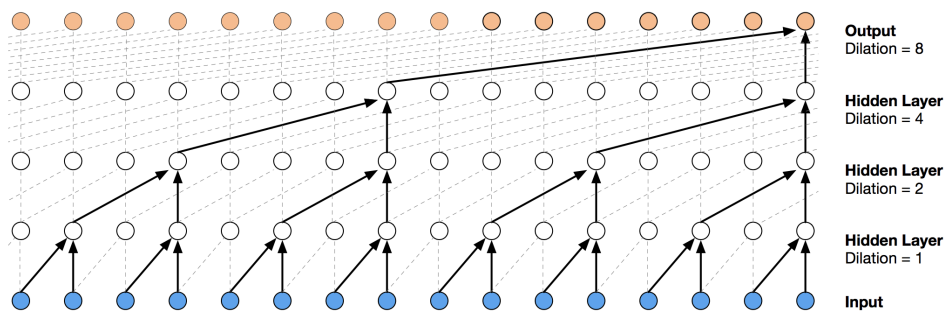 Output
Dilation = 8
Hidden Layer
Dilation = 4
Hidden Layer
Dilation = 2
Hidden Layer
Dilation = 1
Input